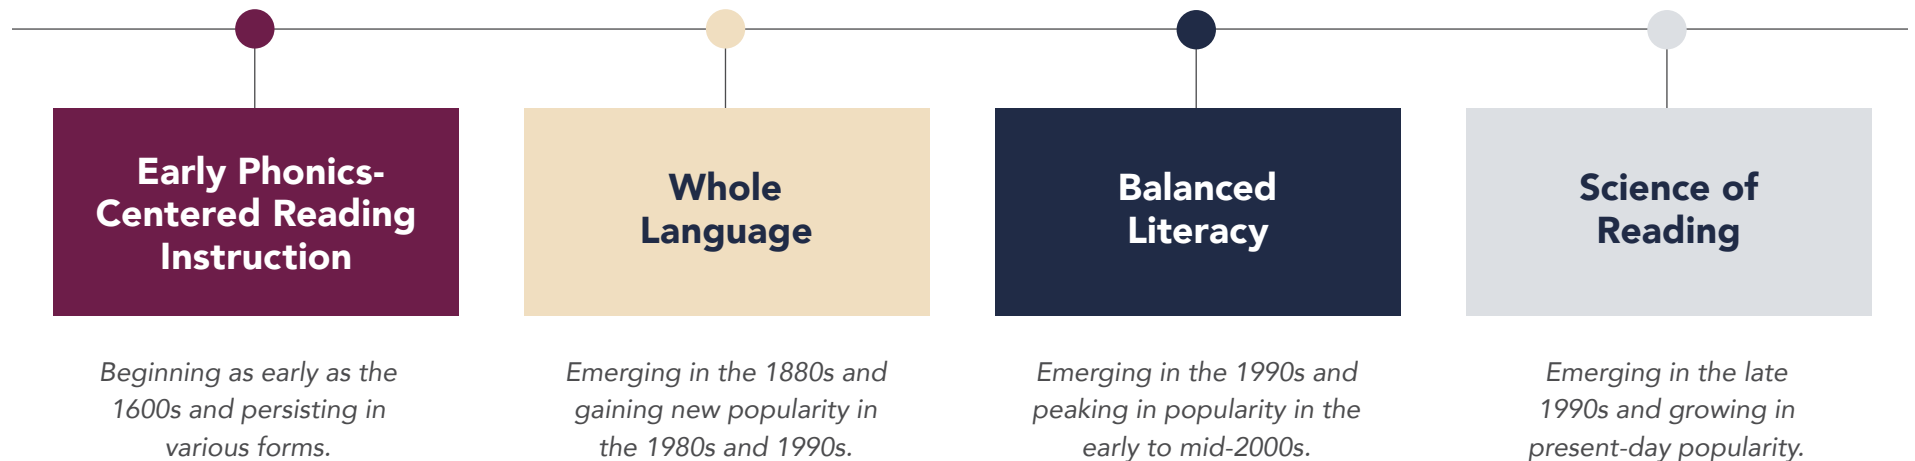 Early Phonics-
Centered Reading
Instruction
Beginning as early as the
1600s and persisting in
various forms.
Whole
Language
Emerging in the 1880s and
gaining new popularity in
the 1980s and 1990s.
Balanced
Literacy
Emerging in the 1990s and
peaking in popularity in the
early to mid-2000s.
Science of
Reading
Emerging in the late
1990s and growing in
present-day popularity.